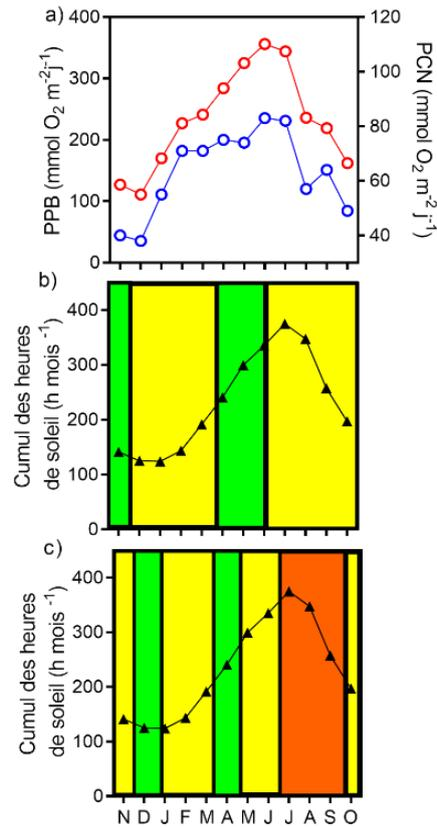 a)
400
300
200
100
0
PPB (mmol O2 m-2j-1)
120
100
80
60
40
PCN (mmol O2 m-2 j-1)
b)
400
300
200
100
0
Cumul des heures
de soleil (h mois -1)
c)
400
300
200
100
0
Cumul des heures
de soleil (h mois -1)
N D J F M A M J J A S O